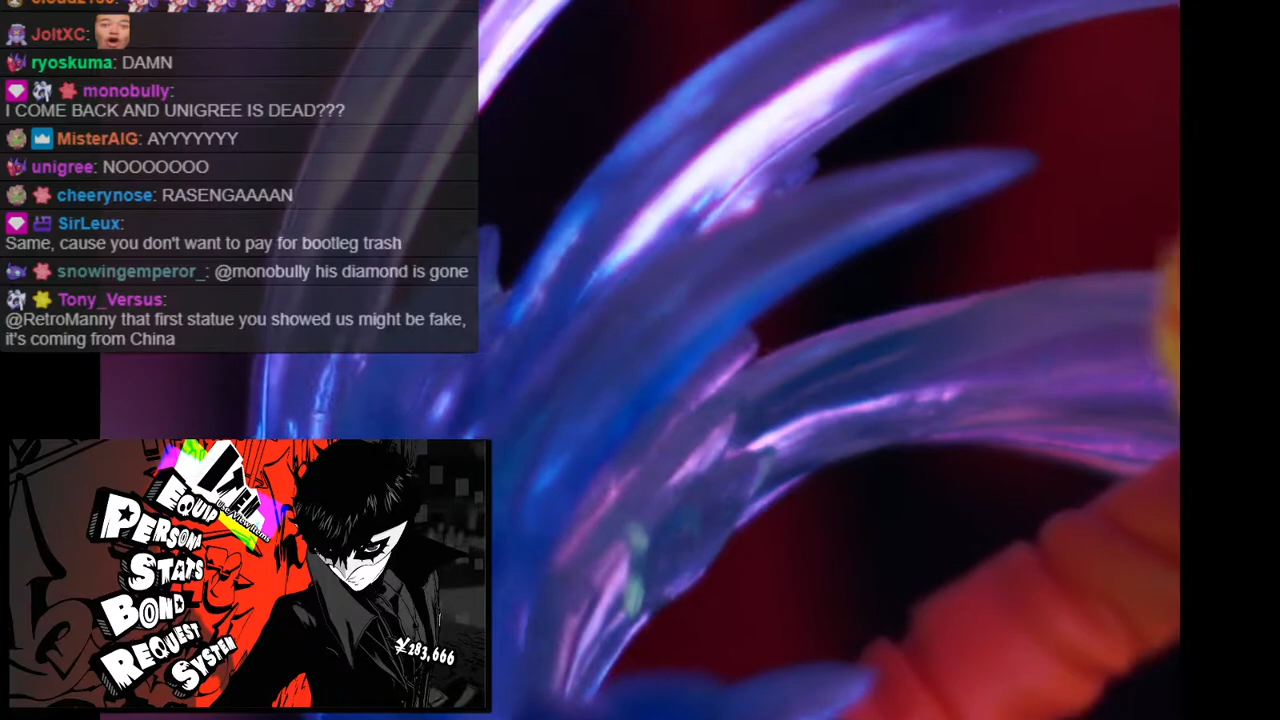 JoltXC:
ryoskuma: DAMN
monobully:
I COME BACK AND UNIGREE IS DEAD???
MisterAIG: AYYYYYYY
unigree: NOOOOOOO
cheerynose: RASENGAAAAN
SirLeux:
Same, cause you don't want to pay for bootleg trash
snowingemperor_: @monobully his diamond is gone
Tony_Versus:
@RetroManny that first statue you showed us might be fake,
it's coming from China
ITEM
Use/View Items
EQUIP
PERSONA
STATS
BOND
REQUEST
SYSTEM
¥283,666